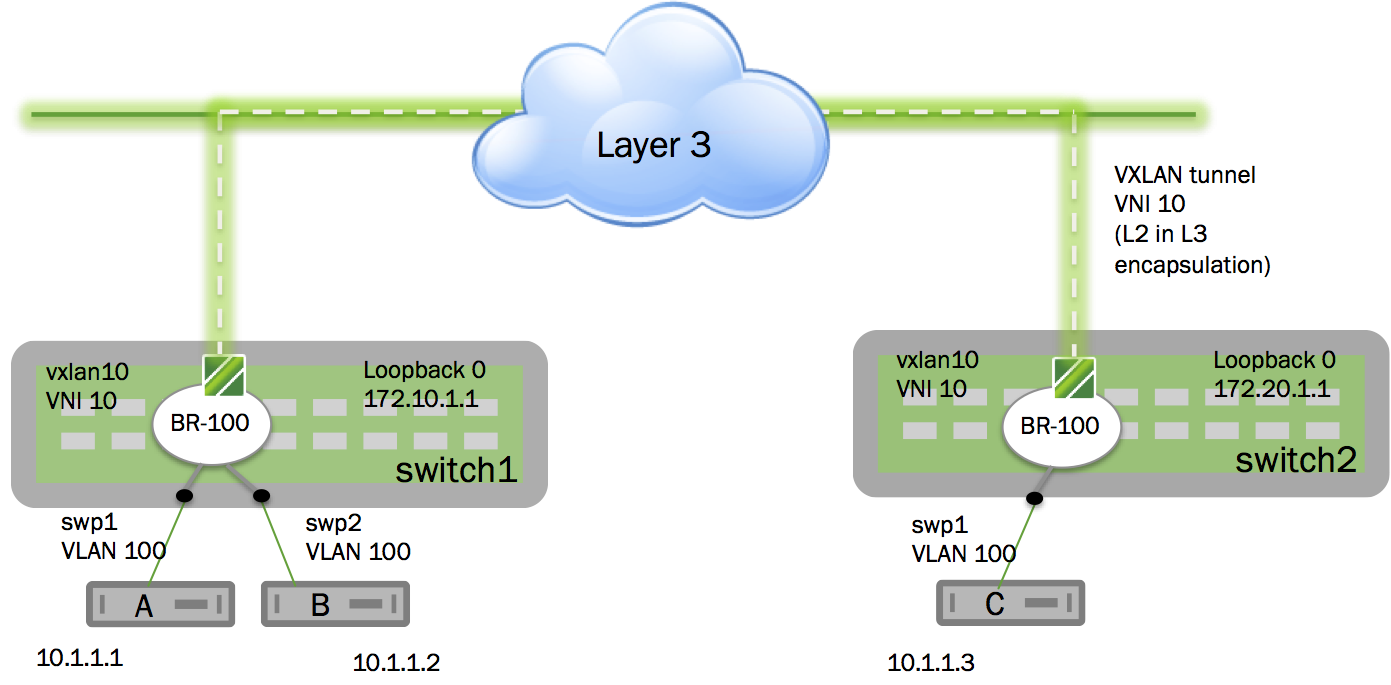 Layer 3
VXLAN tunnel
VNI 10
(L2 in L3
encapsulation)
vxlan10
VNI 10
Loopback 0
172.10.1.1
BR-100
switch1
swp1
VLAN 100
swp2
VLAN 100
A
B
10.1.1.1
10.1.1.2
vxlan10
VNI 10
Loopback 0
172.20.1.1
BR-100
switch2
swp1
VLAN 100
C
10.1.1.3